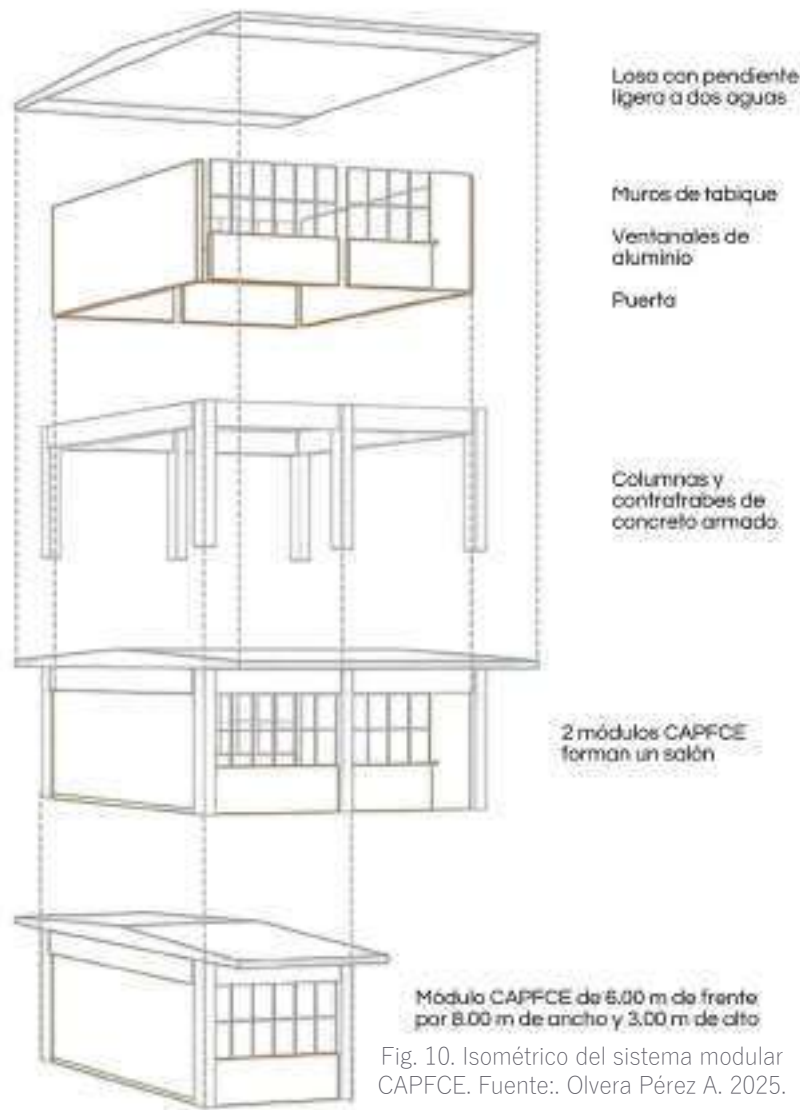 Losa con pendiente
ligera a dos aguas
Muros de tabique
Ventanales de
aluminio
Puerta
Columnas y
contratrabes de
concreto armado
2 módulos CAPFCE
forman un salón
Módulo CAPFCE de 6.00 m de frente
por 8.00 m de ancho y 3.00 m de alto
Fig. 10. Isométrico del sistema modular
CAPFCE. Fuente:. Olvera Pérez A. 2025.